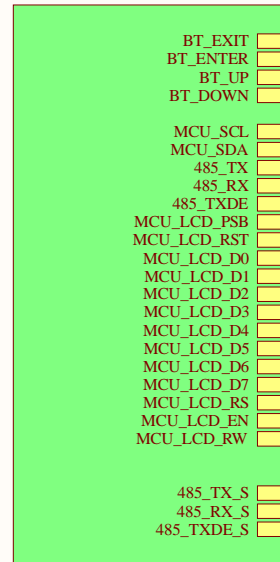 BT_EXIT
BT_ENTER
BT_UP
BT_DOWN
MCU_SCL
MCU_SDA
485_TX
485_RX
485_TXDE
MCU_LCD_PSB
MCU_LCD_RST
MCU_LCD_D0
MCU_LCD_D1
MCU_LCD_D2
MCU_LCD_D3
MCU_LCD_D4
MCU_LCD_D5
MCU_LCD_D6
MCU_LCD_D7
MCU_LCD_RS
MCU_LCD_EN
MCU_LCD_RW
485_TX_S
485_RX_S
485_TXDE_S